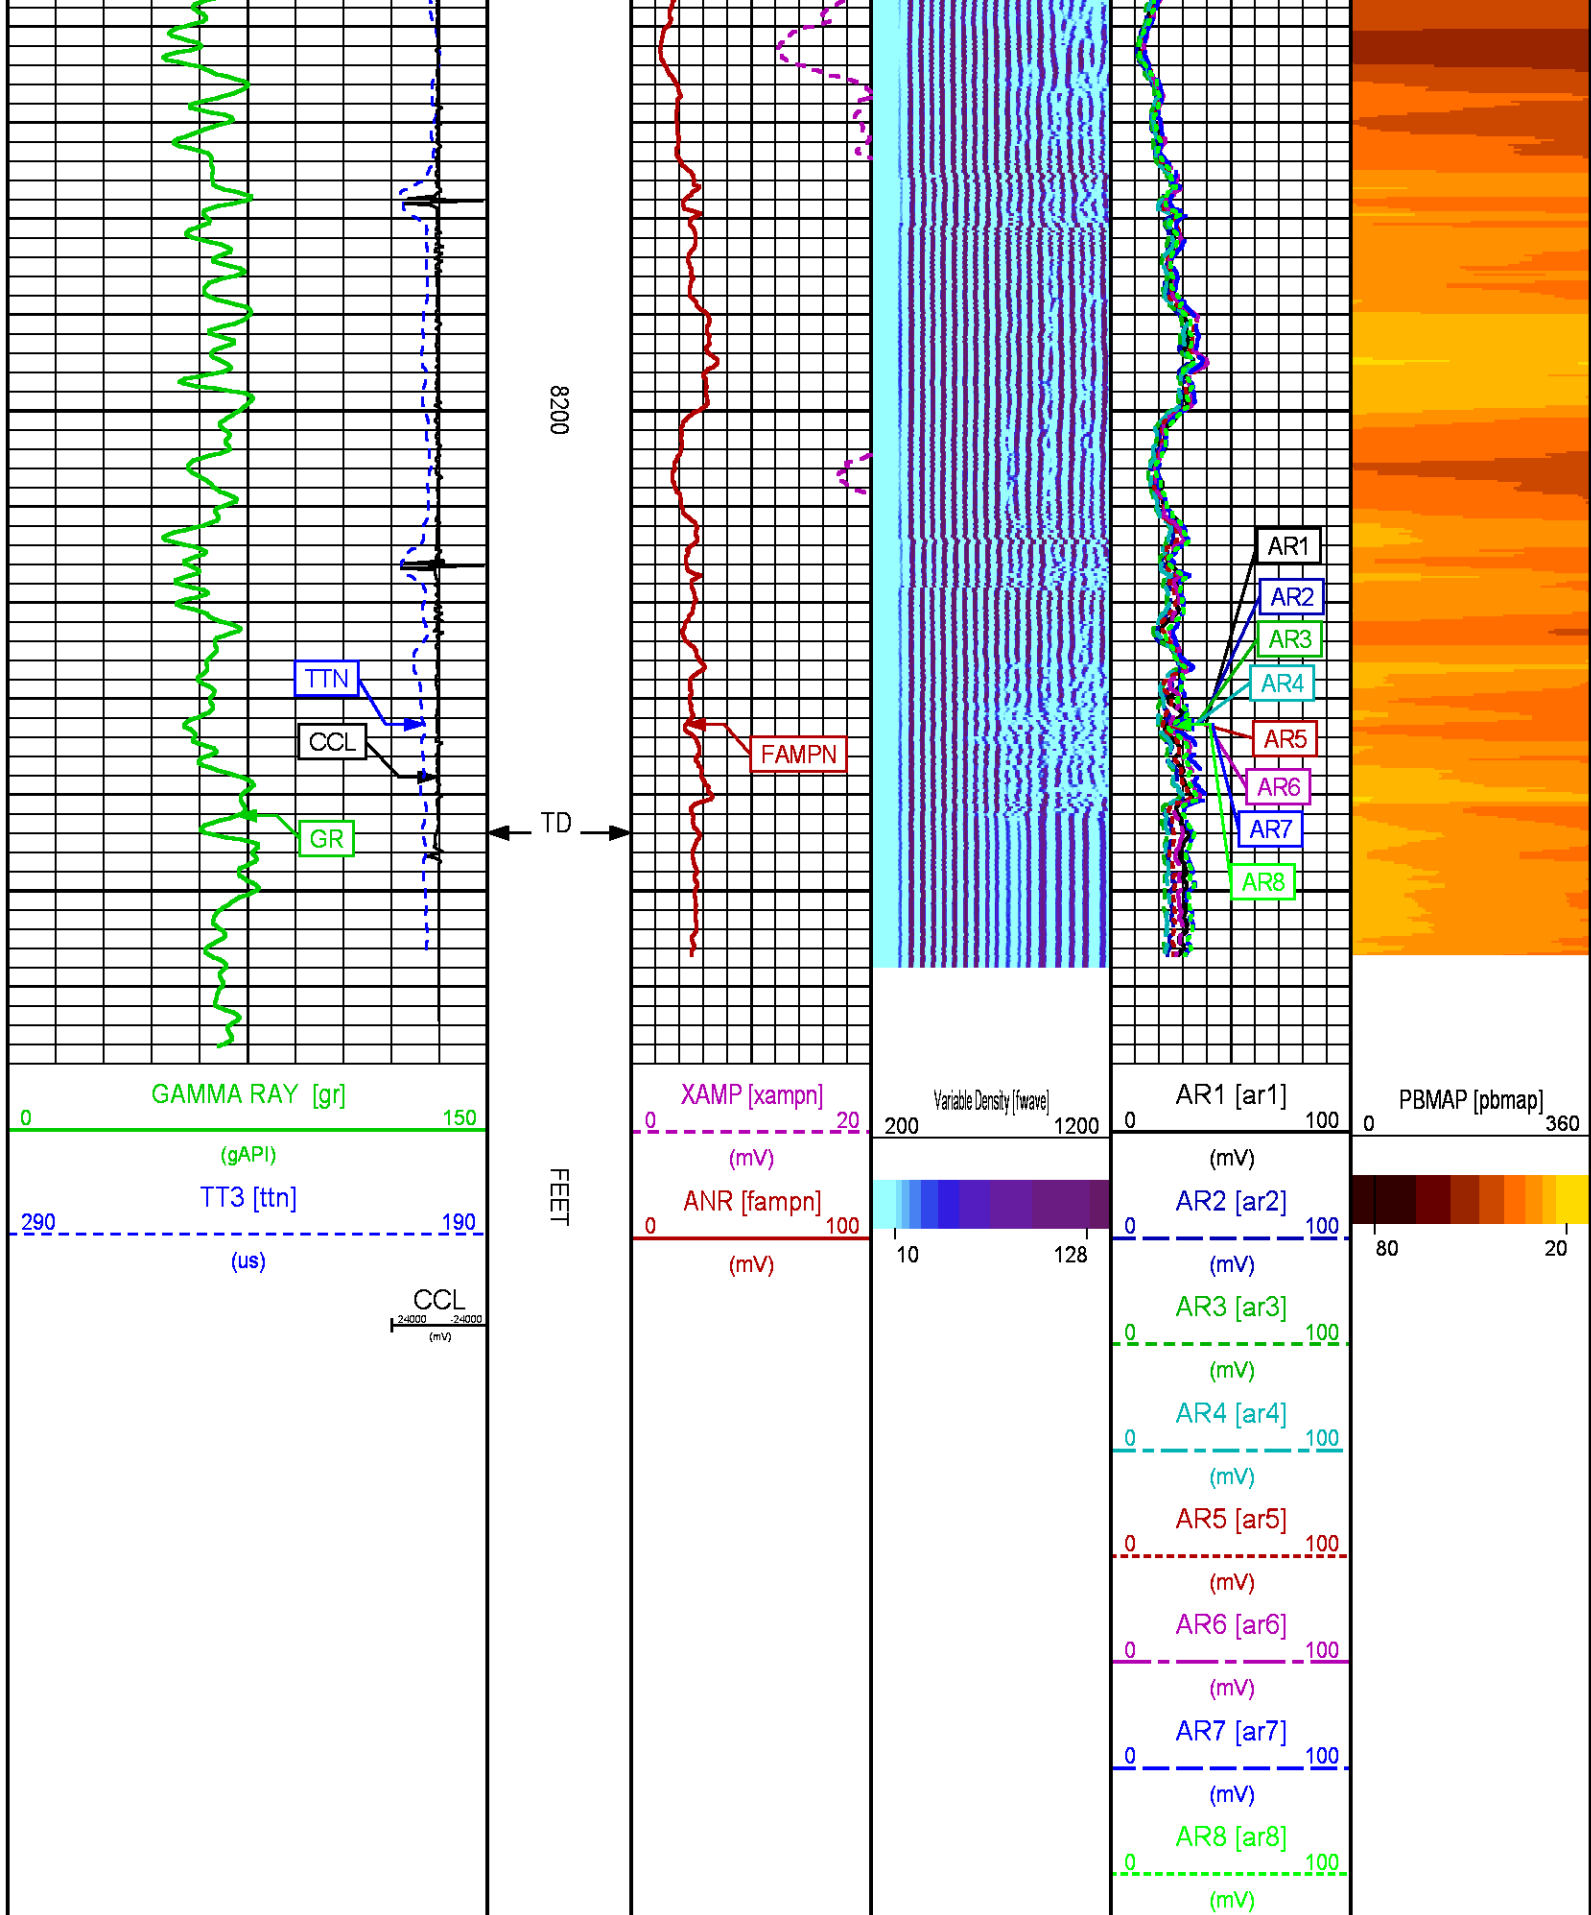 8200
AR1
AR2
AR3
AR4
AR5
AR6
AR7
AR8
TTN
CCL
GR
TD
FAMPN
GAMMA RAY [gr]
0 150
(gAPI)
TT3 [ttn]
290 190
(us)
CCL
24000 -24000
(mV)
FEET
XAMP [xampn]
0 20
(mV)
ANR [fampn]
0 100
(mV)
Variable Density [fwave]
200 1200
10 128
AR1 [ar1]
0 100
(mV)
AR2 [ar2]
0 100
(mV)
AR3 [ar3]
0 100
(mV)
AR4 [ar4]
0 100
(mV)
AR5 [ar5]
0 100
(mV)
AR6 [ar6]
0 100
(mV)
AR7 [ar7]
0 100
(mV)
AR8 [ar8]
0 100
(mV)
PBMAP [pbmap]
0 360
80 20